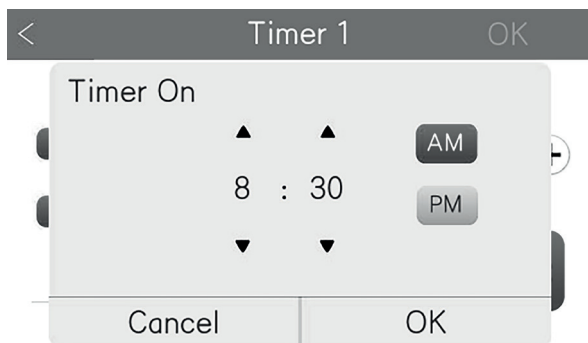 < Timer 1 OK
Timer On
AM
8 : 30
PM
Cancel OK